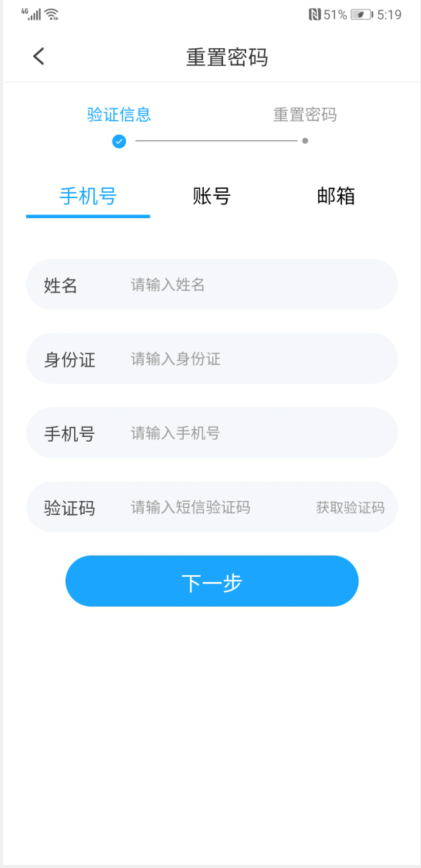 4G 51% 5:19
重置密码
验证信息 重置密码
手机号 账号 邮箱
姓名 请输入姓名
身份证 请输入身份证
手机号 请输入手机号
验证码 请输入短信验证码 获取验证码
下一步